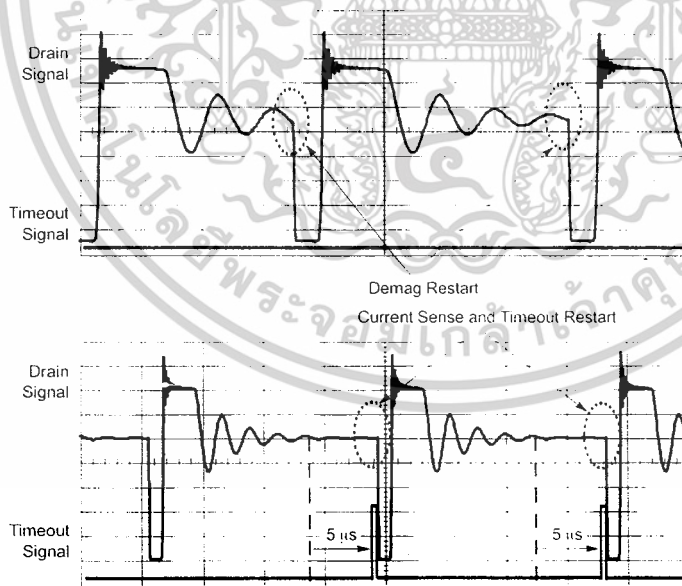 Drain
Signal
Timeout
Signal
Demag Restart
Current Sense and Timeout Restart
Drain
Signal
Timeout
Signal
5 µs
5 µs